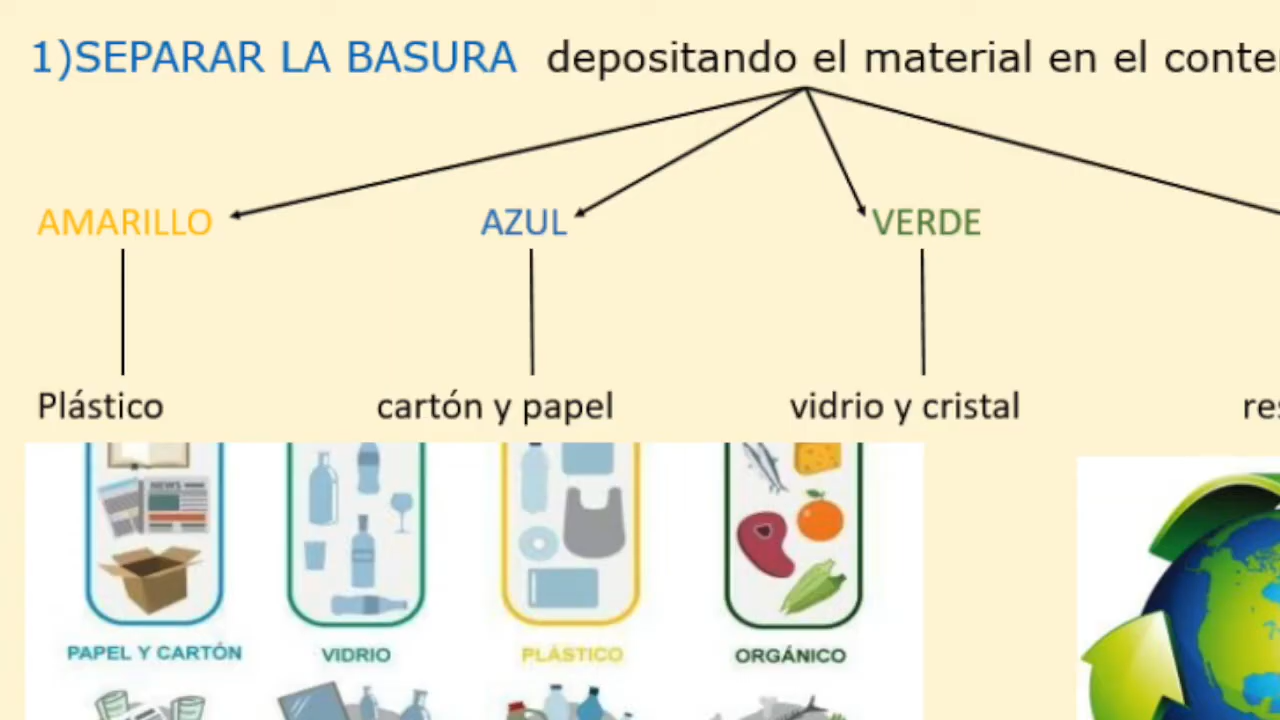 1)SEPARAR LA BASURA depositando el material en el
AMARILLO AZUL VERDE
Plástico cartón y papel vidrio y cristal
NEWS
PAPEL Y CARTÓN VIDRIO PLÁSTICO ORGÁNICO